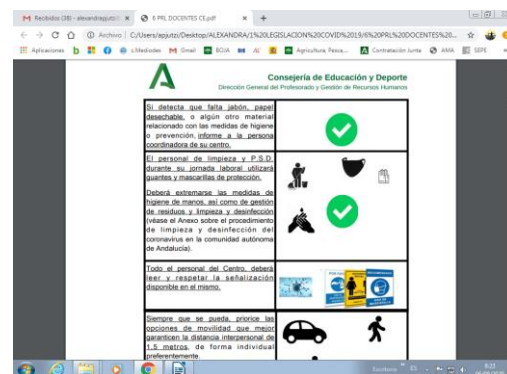 Recibidos (28) - alexandrapjutzi@
6 PRL DOCENTES CE.pdf
Archivo | C:/Users/apjutzi/Desktop/ALEXANDRA/1%20LEGISLACION%20COVID%2019/6%20PRL%20DOCENTES%20...
Aplicaciones
Gmail
BOJA
Agricultura, Pesca...
Contratación Junta
AMA
SEPE
Consejería de Educación y Deporte
Dirección General del Profesorado y Gestión de Recursos Humanos
Si detecta que falta jabón, papel
desechable, o algún otro material
relacionado con las medidas de higiene
o prevención, informe a la persona
coordinadora de su centro.
El personal de limpieza y P.S.D.
durante su jornada laboral utilizará
guantes y mascarillas de protección.
Deberá extremarse las medidas de
higiene de manos, así como de gestión
de residuos y limpieza y desinfección
(véase el Anexo sobre el procedimiento
de limpieza y desinfección del
coronavirus en la comunidad autónoma
de Andalucía).
Todo el personal del Centro, deberá
leer y respetar la señalización
disponible en el mismo.
Siempre que se pueda, priorice las
opciones de movilidad que mejor
garanticen la distancia interpersonal de
1,5 metros, de forma individual
preferentemente.
Escritorio
ES
9:23